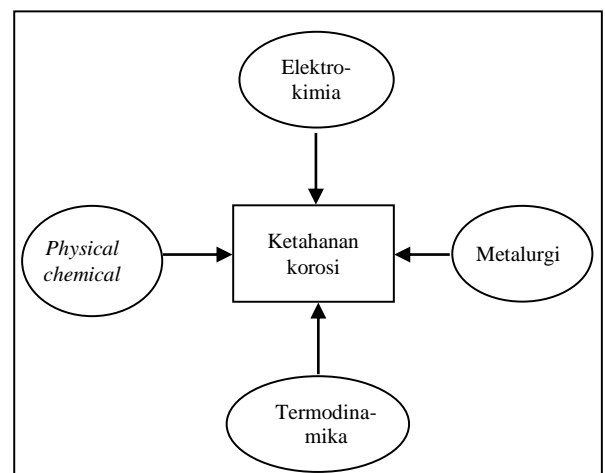 Elektro-
kimia
Physical
chemical
Ketahanan
korosi
Metalurgi
Termodina-
mika